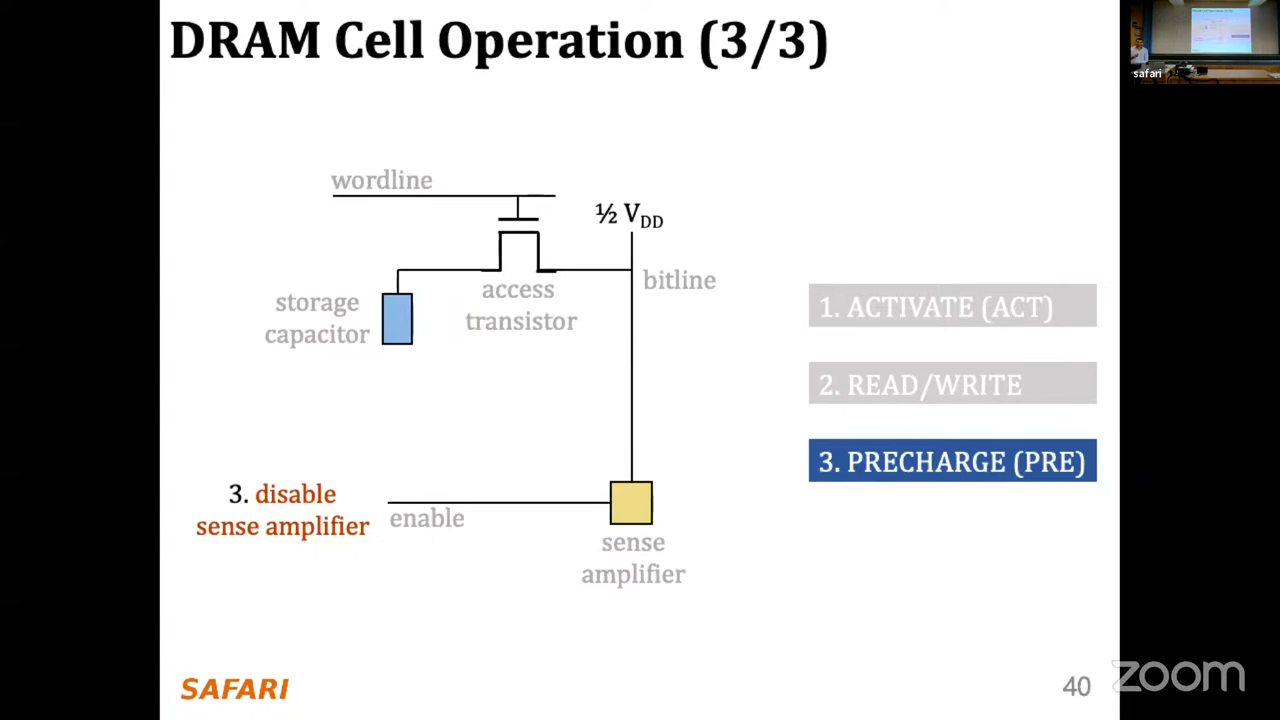 DRAM Cell Operation (3/3)
safari
wordline
½ VDD
bitline
storage
capacitor
access
transistor
1. ACTIVATE (ACT)
2. READ/WRITE
3. PRECHARGE (PRE)
3. disable
sense amplifier
enable
sense
amplifier
SAFARI
40
zoom